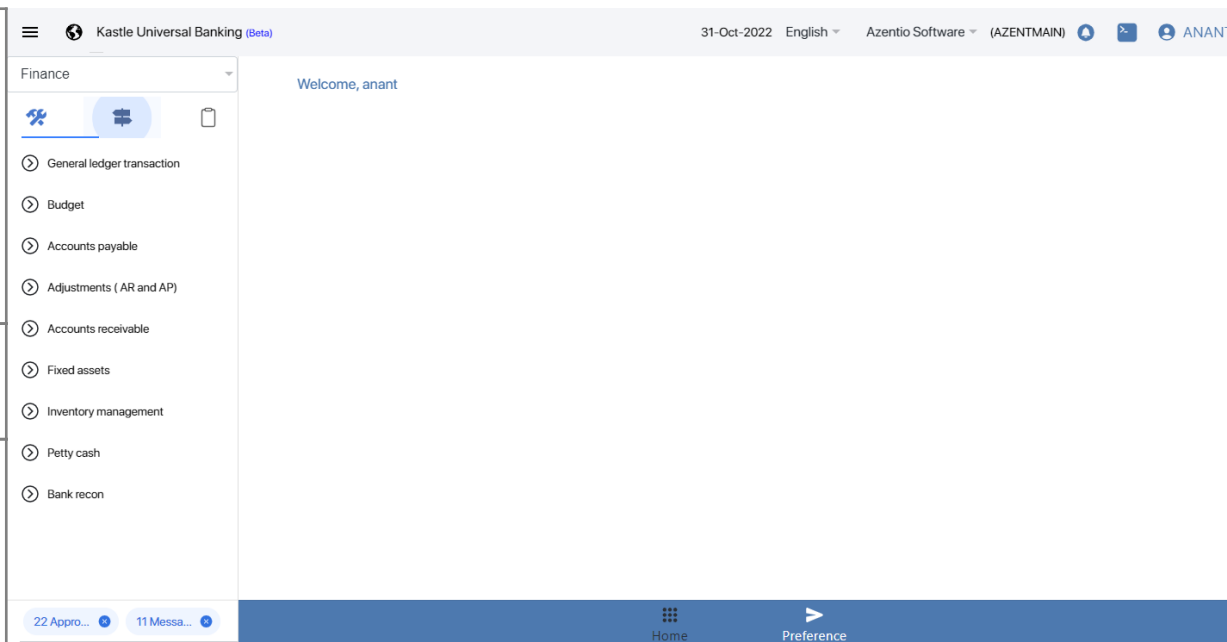 Kastle Universal Banking (Beta)
31-Oct-2022 English Azentio Software (AZENTMAIN) ANANT
Finance
Welcome, anant
General ledger transaction
Budget
Accounts payable
Adjustments ( AR and AP)
Accounts receivable
Fixed assets
Inventory management
Petty cash
Bank recon
22 Appro... 11 Messa...
Home Preference